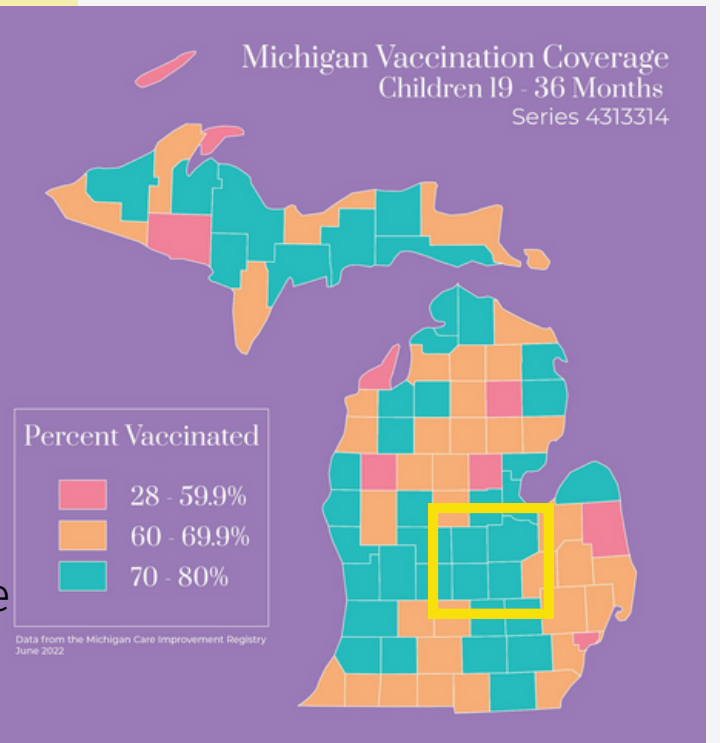 Michigan Vaccination Coverage
Children 19 - 36 Months
Series 4313314
Percent Vaccinated
28 - 59.9%
60 - 69.9%
70 - 80%
e
Data from the Michigan Care Improvement Registry
June 2022